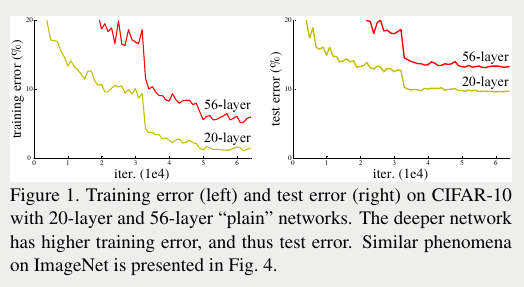 20
10
0
training error (%)
56-layer
20-layer
0 1 2 3 4 5 6
iter. (1e4)
20
10
0
test error (%)
56-layer
20-layer
0 1 2 3 4 5 6
iter. (1e4)
Figure 1. Training error (left) and test error (right) on CIFAR-10
with 20-layer and 56-layer “plain” networks. The deeper network
has higher training error, and thus test error. Similar phenomena
on ImageNet is presented in Fig. 4.